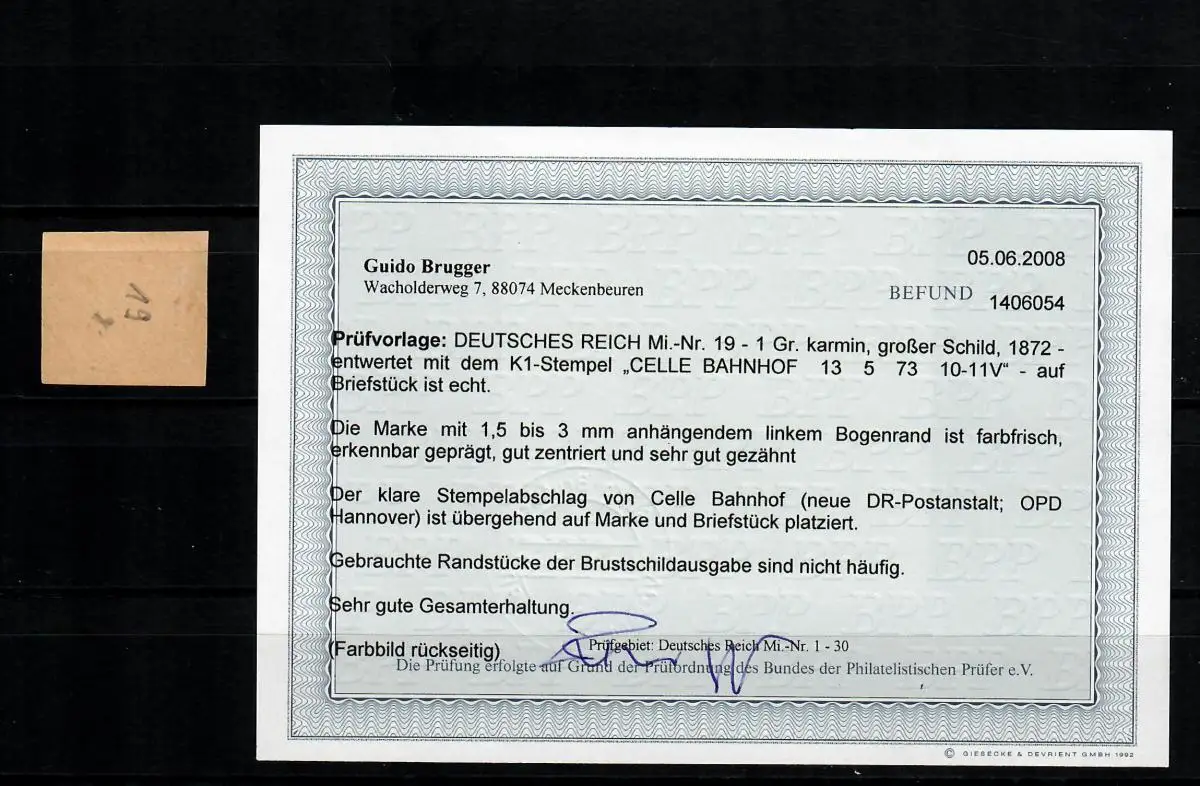 19
Guido Brugger
Wacholderweg 7, 88074 Meckenbeuren
05.06.2008
BEFUND 1406054
Prüfvorlage: DEUTSCHES REICH Mi.-Nr. 19 - 1 Gr. karmin, großer Schild, 1872 -
entwertet mit dem K1-Stempel „CELLE BAHNHOF 13 5 73 10-11V“ - auf
Briefstück ist echt.
Die Marke mit 1,5 bis 3 mm anhängendem linkem Bogenrand ist farbfrisch,
erkennbar geprägt, gut zentriert und sehr gut gezähnt
Der klare Stempelabschlag von Celle Bahnhof (neue DR-Postanstalt; OPD
Hannover) ist übergehend auf Marke und Briefstück platziert.
Gebrauchte Randstücke der Brustschildausgabe sind nicht häufig.
Sehr gute Gesamterhaltung.
(Farbbild rückseitig)
Prüfgebiet: Deutsches Reich Mi.-Nr. 1 - 30
Die Prüfung erfolgte auf Grund der Prüfordnung des Bundes der Philatelistischen Prüfer e.V.
© GIESECKE & DEVRIENT GMBH 1992